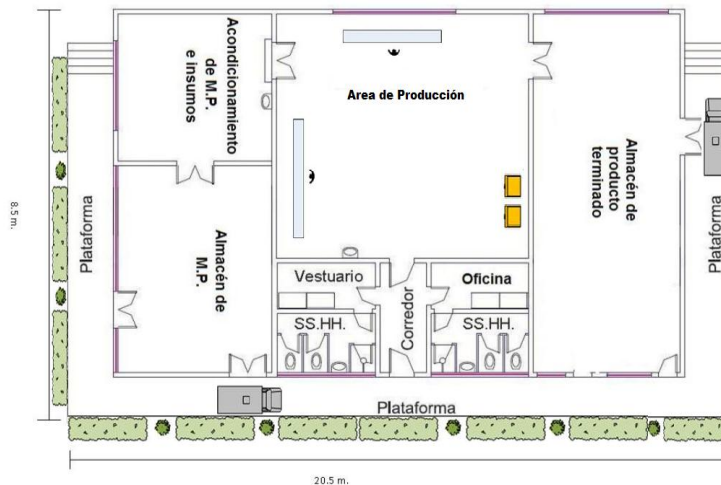 Acondicionamiento
de M.P.
e insumos
Area de Producción
Almacén de
producto
terminado
8.5 m.
Plataforma
Almacén de
M.P.
Vestuario
Corredor
Oficina
Plataforma
SS.HH.
SS.HH.
Plataforma
20.5 m.